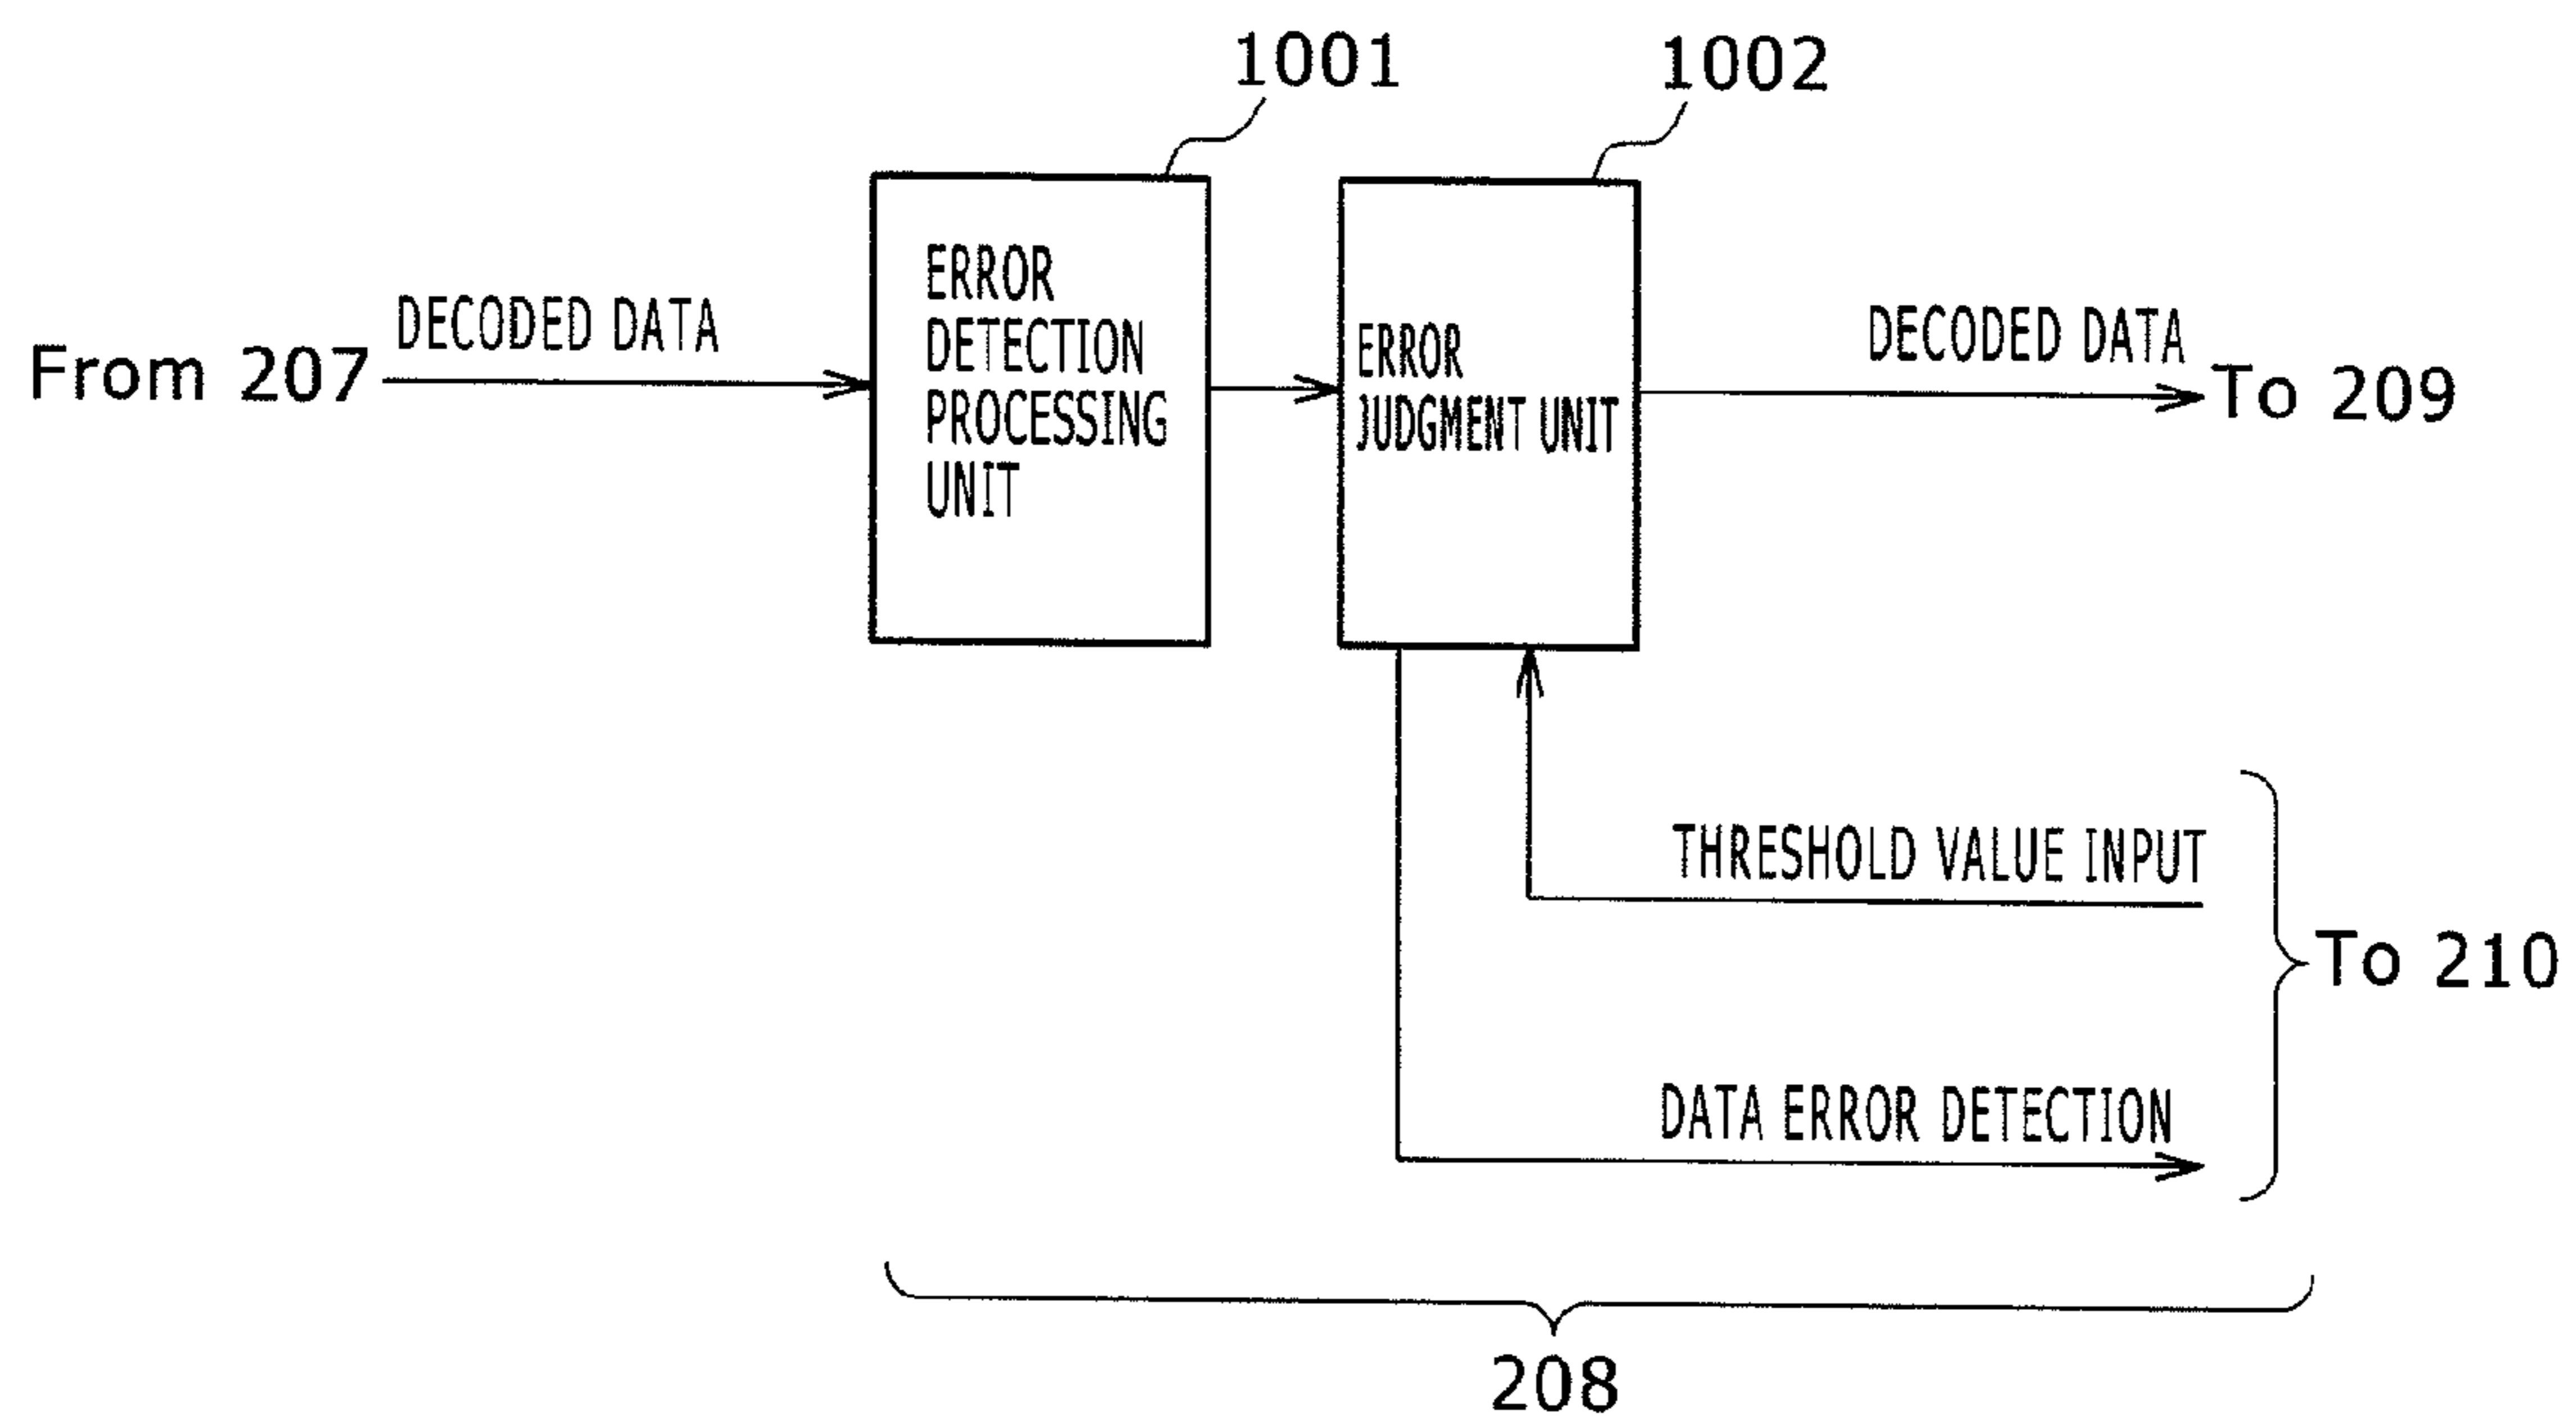 1001
1002
ERROR
DETECTION
PROCESSING
UNIT
ERROR
JUDGMENT UNIT
From 207
DECODED DATA
DECODED DATA
To 209
THRESHOLD VALUE INPUT
To 210
DATA ERROR DETECTION
208